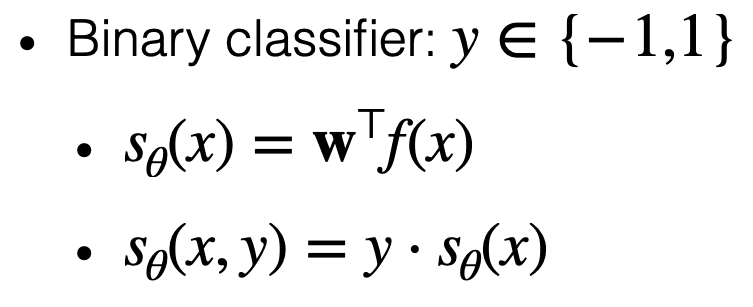 • Binary classifier: y ∈ {−1,1}
• s_θ(x) = w^⊤f(x)
• s_θ(x, y) = y · s_θ(x)